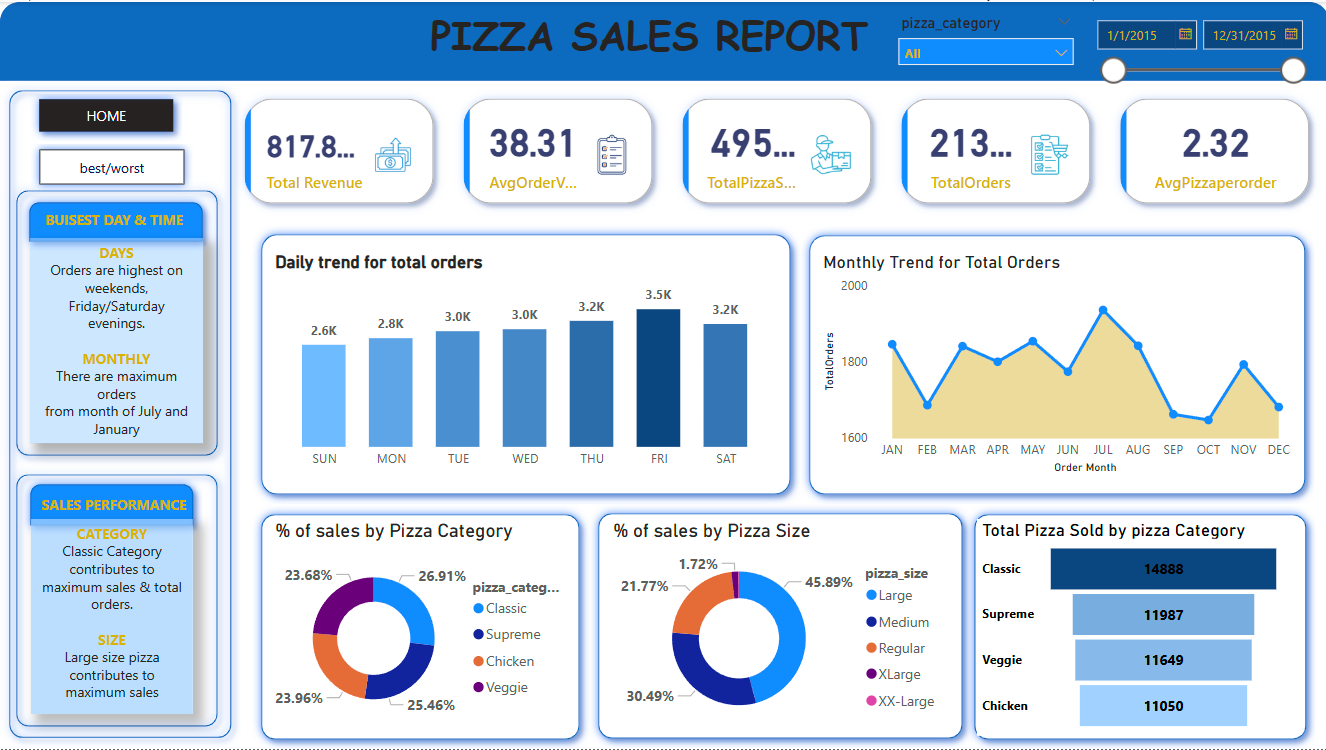 PIZZA SALES REPORT
pizza_category
All
1/1/2015
12/31/2015
HOME
best/worst
BUISEST DAY & TIME
DAYS
Orders are highest on
weekends,
Friday/Saturday
evenings.
MONTHLY
There are maximum
orders
from month of July and
January
SALES PERFORMANCE
CATEGORY
Classic Category
contributes to
maximum sales & total
orders.
SIZE
Large size pizza
contributes to
maximum sales
817.8...
Total Revenue
38.31
AvgOrderV...
495...
TotalPizzaS...
213...
TotalOrders
2.32
AvgPizzaperorder
Daily trend for total orders
2.6K
2.8K
3.0K
3.0K
3.2K
3.5K
3.2K
SUN MON TUE WED THU FRI SAT
Monthly Trend for Total Orders
2000
1800
1600
TotalOrders
JAN FEB MAR APR MAY JUN JUL AUG SEP OCT NOV DEC
Order Month
% of sales by Pizza Category
23.68%
26.91%
23.96%
25.46%
pizza_categ...
Classic
Supreme
Chicken
Veggie
% of sales by Pizza Size
1.72%
21.77%
45.89%
30.49%
pizza_size
Large
Medium
Regular
XLarge
XX-Large
Total Pizza Sold by pizza Category
Classic 14888
Supreme 11987
Veggie 11649
Chicken 11050